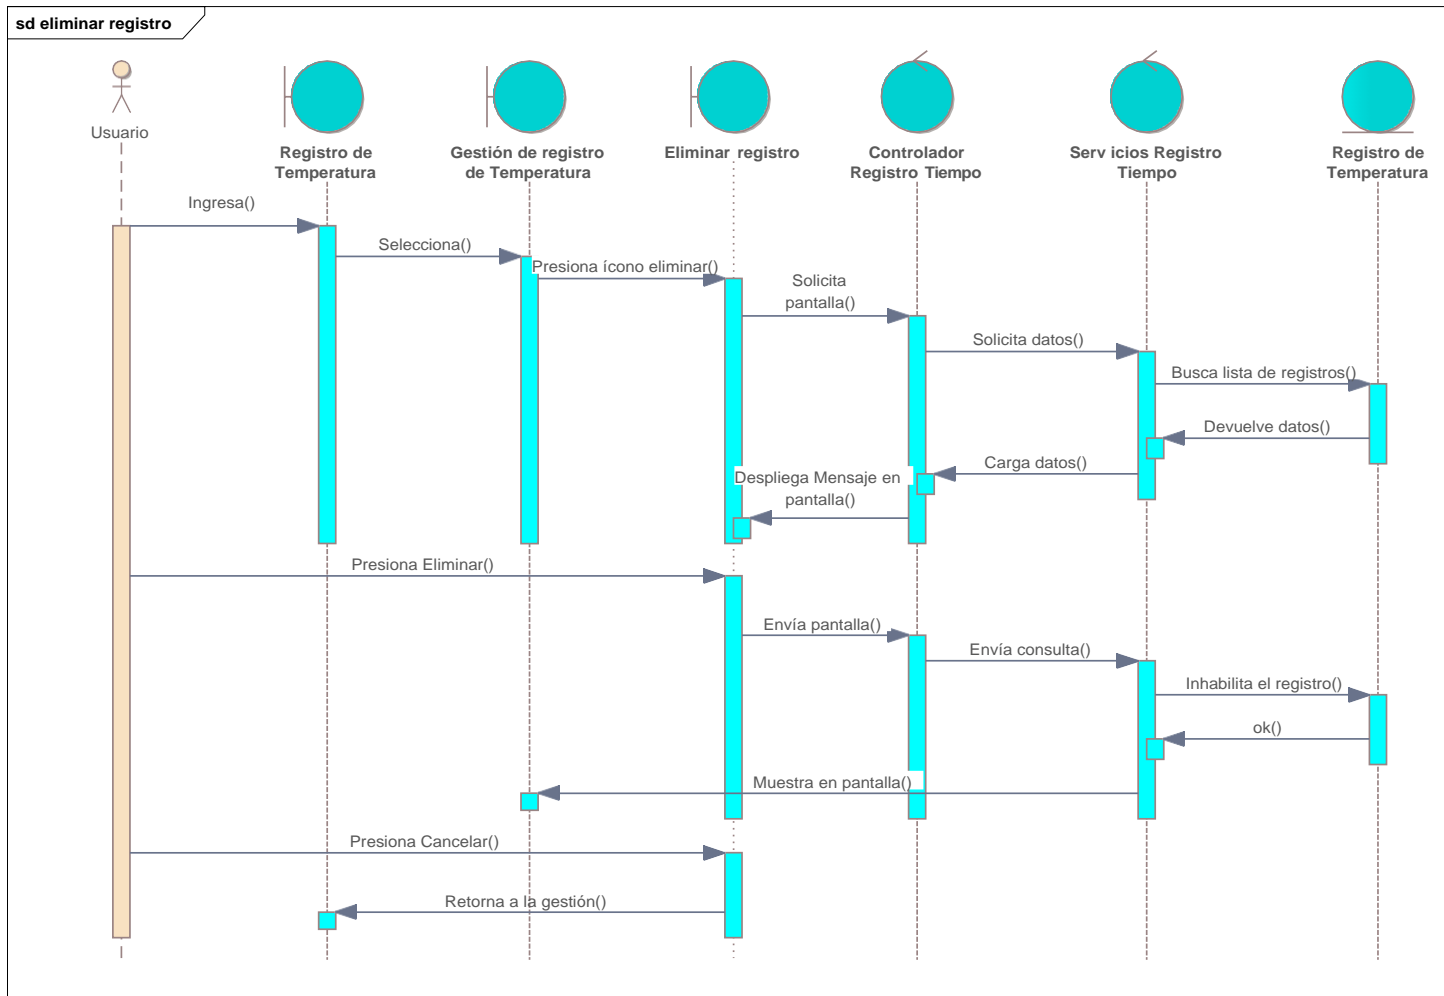 sd eliminar registro
Usuario
Registro de
Temperatura
Gestión de registro
de Temperatura
Eliminar registro
Controlador
Registro Tiempo
Serv icios Registro
Tiempo
Registro de
Temperatura
Ingresa()
Selecciona()
Presiona ícono eliminar()
Solicita
pantalla()
Solicita datos()
Busca lista de registros()
Devuelve datos()
Carga datos()
Despliega Mensaje en
pantalla()
Presiona Eliminar()
Envía pantalla()
Envía consulta()
Inhabilita el registro()
ok()
Muestra en pantalla()
Presiona Cancelar()
Retorna a la gestión()